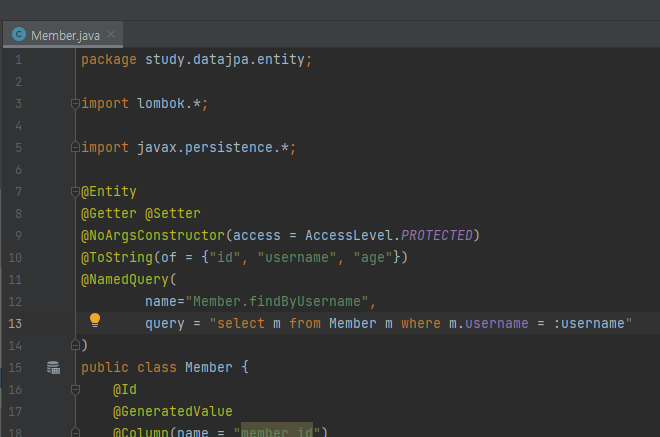 Member.java
1 package study.datajpa.entity;
2
3 import lombok.*;
4
5 import javax.persistence.*;
6
7 @Entity
8 @Getter @Setter
9 @NoArgsConstructor(access = AccessLevel.PROTECTED)
10 @ToString(of = {"id", "username", "age"})
11 @NamedQuery(
12 name="Member.findByUsername",
13 query = "select m from Member m where m.username = :username"
14 )
15 public class Member {
16 @Id
17 @GeneratedValue
18 @Column(name = "member_id")